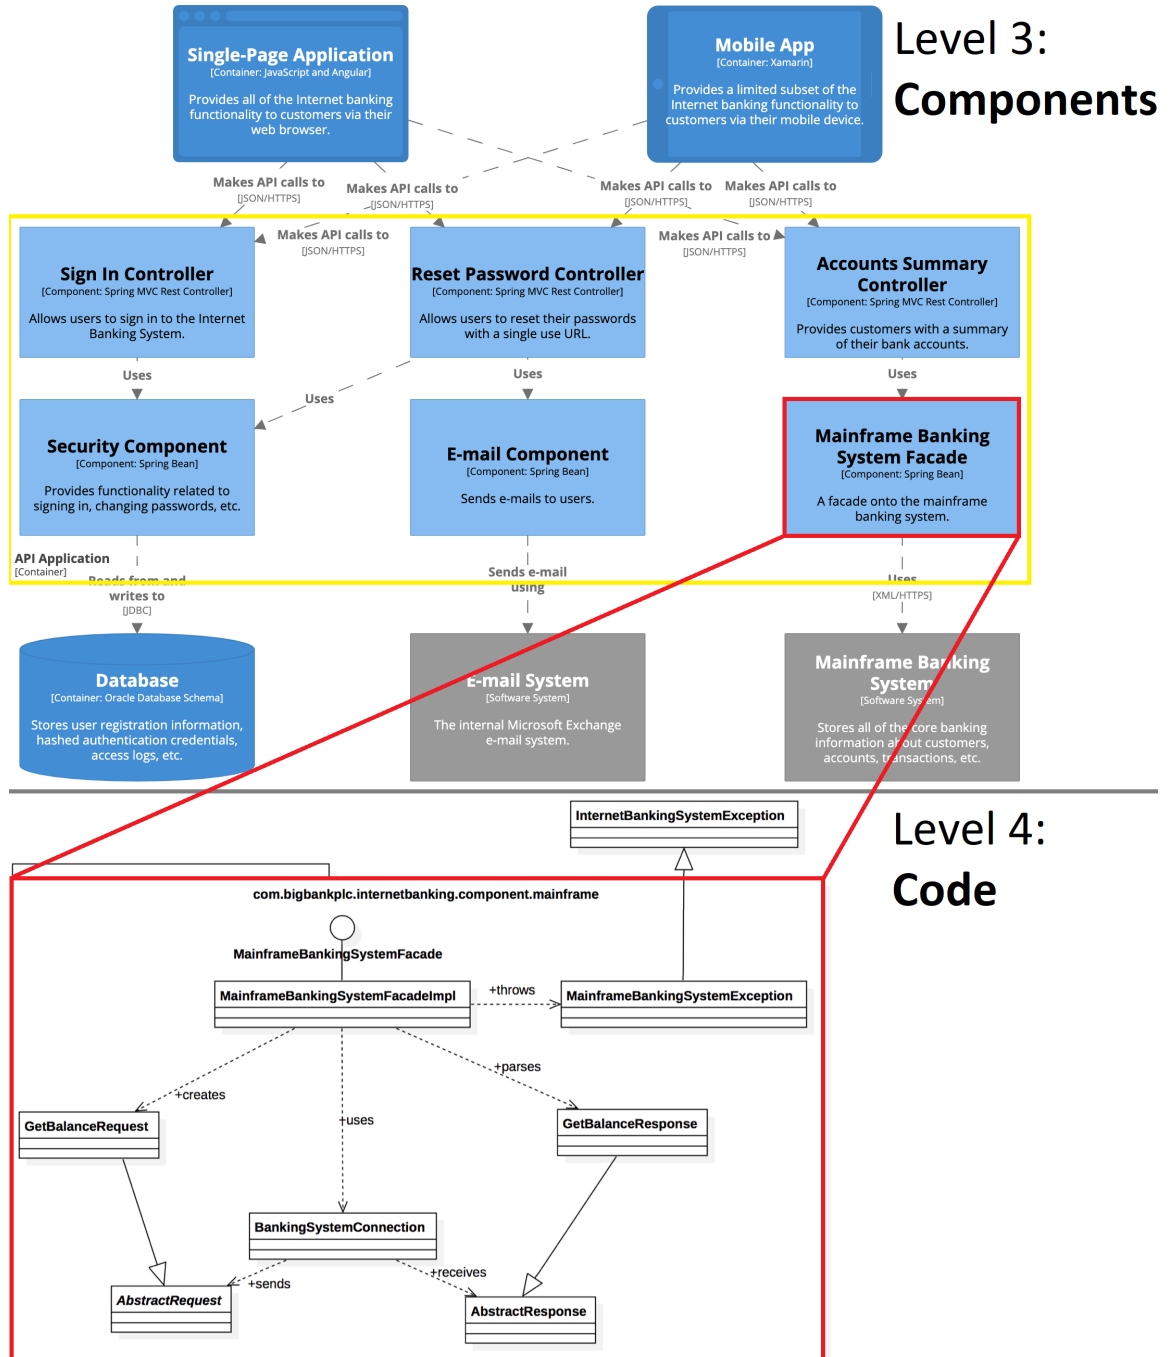 Level 3:
Components
Single-Page Application
[Container: JavaScript and Angular]
Provides all of the Internet banking
functionality to customers via their
web browser.
Mobile App
[Container: Xamarin]
Provides a limited subset of the
Internet banking functionality to
customers via their mobile device.
Makes API calls to
[JSON/HTTPS]
Makes API calls to
[JSON/HTTPS]
Makes API calls to
[JSON/HTTPS]
Makes API calls to
[JSON/HTTPS]
Makes API calls to
[JSON/HTTPS]
Makes API calls to
[JSON/HTTPS]
Sign In Controller
[Component: Spring MVC Rest Controller]
Allows users to sign in to the Internet
Banking System.
Reset Password Controller
[Component: Spring MVC Rest Controller]
Allows users to reset their passwords
with a single use URL.
Accounts Summary
Controller
[Component: Spring MVC Rest Controller]
Provides customers with a summary
of their bank accounts.
Uses
Uses
Uses
Uses
Security Component
[Component: Spring Bean]
Provides functionality related to
signing in, changing passwords, etc.
E-mail Component
[Component: Spring Bean]
Sends e-mails to users.
Mainframe Banking
System Facade
[Component: Spring Bean]
A facade onto the mainframe
banking system.
API Application
[Container]
Reads from and
writes to
[JDBC]
Sends e-mail
using
Uses
[XML/HTTPS]
Database
[Container: Oracle Database Schema]
Stores user registration information,
hashed authentication credentials,
access logs, etc.
E-mail System
[Software System]
The internal Microsoft Exchange
e-mail system.
Mainframe Banking
System
[Software System]
Stores all of the core banking
information about customers,
accounts, transactions, etc.
Level 4:
Code
InternetBankingSystemException
com.bigbankplc.internetbanking.component.mainframe
MainframeBankingSystemFacade
MainframeBankingSystemFacadeImpl
+throws
MainframeBankingSystemException
+creates
+uses
+parses
GetBalanceRequest
GetBalanceResponse
BankingSystemConnection
+sends
+receives
AbstractRequest
AbstractResponse